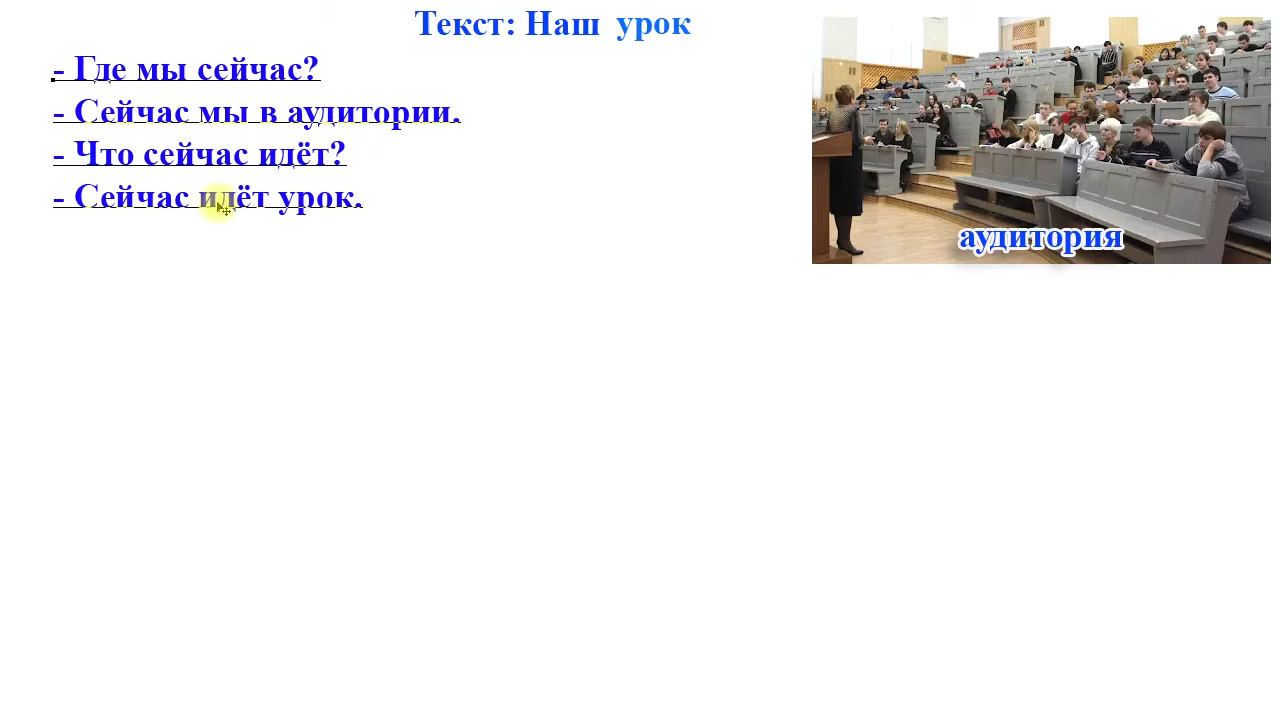 Текст: Наш урок
- Где мы сейчас?
- Сейчас мы в аудитории.
- Что сейчас идёт?
- Сейчас идёт урок.
аудитория